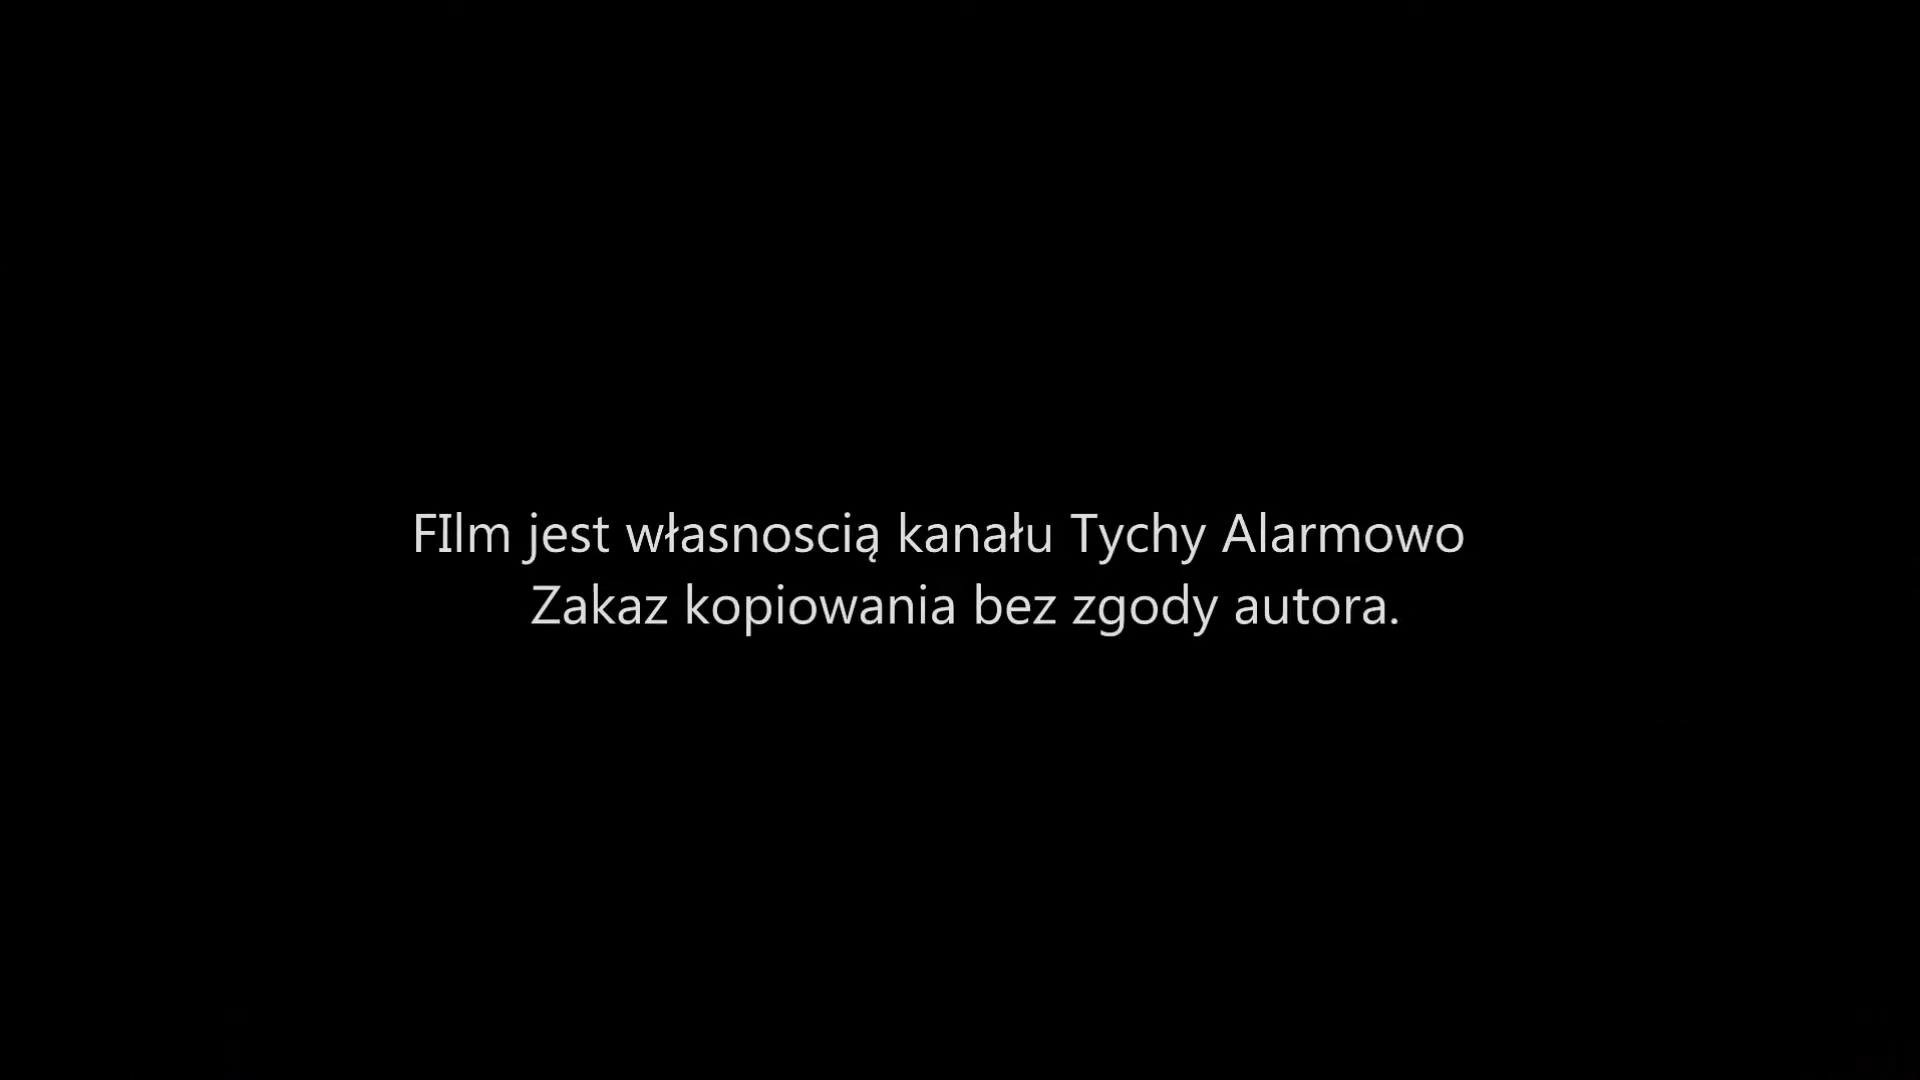 FIlm jest własnoscią kanału Tychy Alarmowo
Zakaz kopiowania bez zgody autora.